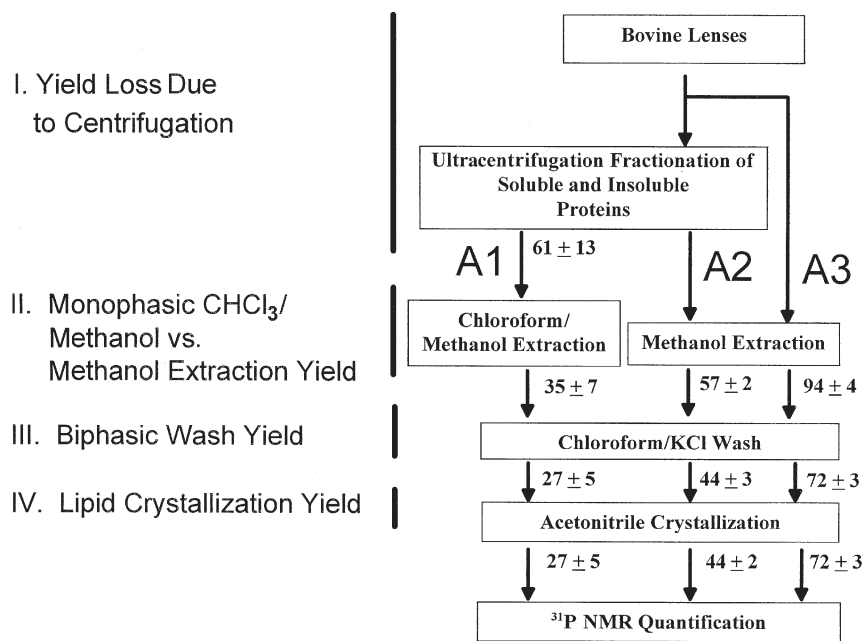 Bovine Lenses
I. Yield Loss Due
to Centrifugation
Ultracentrifugation Fractionation of
Soluble and Insoluble
Proteins
A1
61 ± 13
A2
A3
II. Monophasic CHCl₃/
Methanol vs.
Methanol Extraction Yield
Chloroform/
Methanol Extraction
Methanol Extraction
35 ± 7
57 ± 2
94 ± 4
III. Biphasic Wash Yield
Chloroform/KCl Wash
27 ± 5
44 ± 3
72 ± 3
IV. Lipid Crystallization Yield
Acetonitrile Crystallization
27 ± 5
44 ± 2
72 ± 3
³¹P NMR Quantification